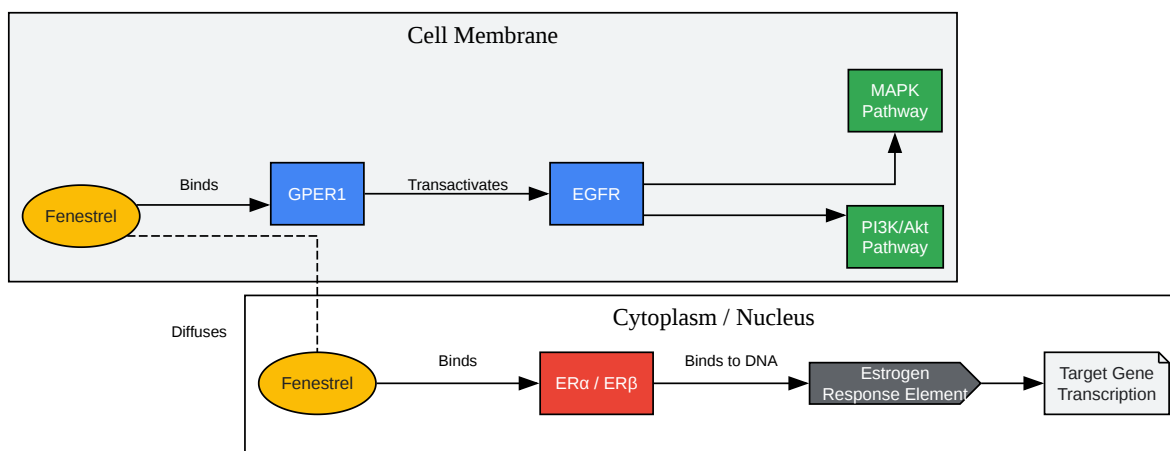 Cell Membrane
MAPK
Pathway
Binds
GPER1
Transactivates
EGFR
Fenestrel
PI3K/Akt
Pathway
Diffuses
Cytoplasm / Nucleus
Fenestrel
Binds
ERα / ERβ
Binds to DNA
Estrogen
Response Element
Target Gene
Transcription